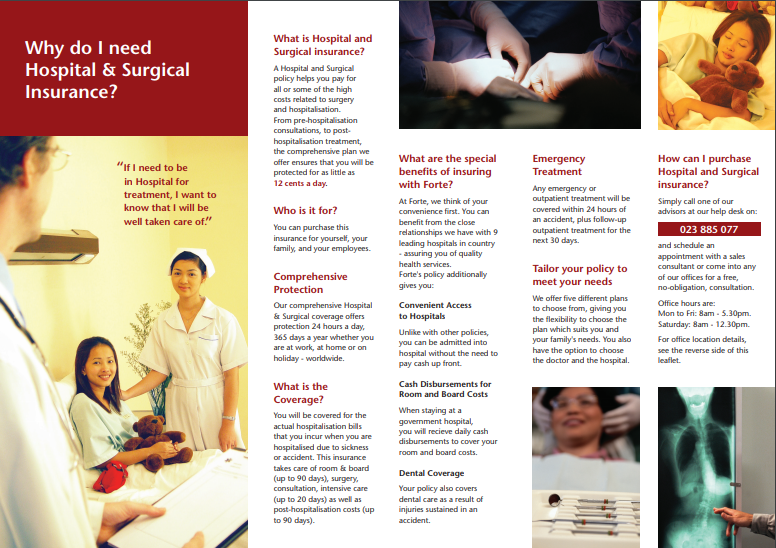 Why do I need
Hospital & Surgical
Insurance?
“If I need to be
in Hospital for
treatment, I want to
know that I will be
well taken care of.”
What is Hospital and
Surgical insurance?
A Hospital and Surgical
policy helps you pay for
all or some of the high
costs related to surgery
and hospitalisation.
From pre-hospitalisation
consultations, to post-
hospitalisation treatment,
the comprehensive plan we
offer ensures that you will be
protected for as little as
12 cents a day.
Who is it for?
You can purchase this
insurance for yourself, your
family, and your employees.
Comprehensive
Protection
Our comprehensive Hospital
& Surgical coverage offers
protection 24 hours a day,
365 days a year whether you
are at work, at home or on
holiday - worldwide.
What is the
Coverage?
You will be covered for the
actual hospitalisation bills
that you incur when you are
hospitalised due to sickness
or accident. This insurance
takes care of room & board
(up to 90 days), surgery,
consultation, intensive care
(up to 20 days) as well as
post-hospitalisation costs (up
to 90 days).
What are the special
benefits of insuring
with Forte?
At Forte, we think of your
convenience first. You can
benefit from the close
relationships we have with 9
leading hospitals in country
- assuring you of quality
health services.
Forte's policy additionally
gives you:
Convenient Access
to Hospitals
Unlike with other policies,
you can be admitted into
hospital without the need to
pay cash up front.
Cash Disbursements for
Room and Board Costs
When staying at a
government hospital,
you will recieve daily cash
disbursements to cover your
room and board costs.
Dental Coverage
Your policy also covers
dental care as a result of
injuries sustained in an
accident.
Emergency
Treatment
Any emergency or
outpatient treatment will be
covered within 24 hours of
an accident, plus follow-up
outpatient treatment for the
next 30 days.
Tailor your policy to
meet your needs
We offer five different plans
to choose from, giving you
the flexibility to choose the
plan which suits you and
your family's needs. You also
have the option to choose
the doctor and the hospital.
How can I purchase
Hospital and Surgical
insurance?
Simply call one of our
advisors at our help desk on:
023 885 077
and schedule an
appointment with a sales
consultant or come into any
of our offices for a free,
no-obligation, consultation.
Office hours are:
Mon to Fri: 8am - 5.30pm.
Saturday: 8am - 12.30pm.
For office location details,
see the reverse side of this
leaflet.